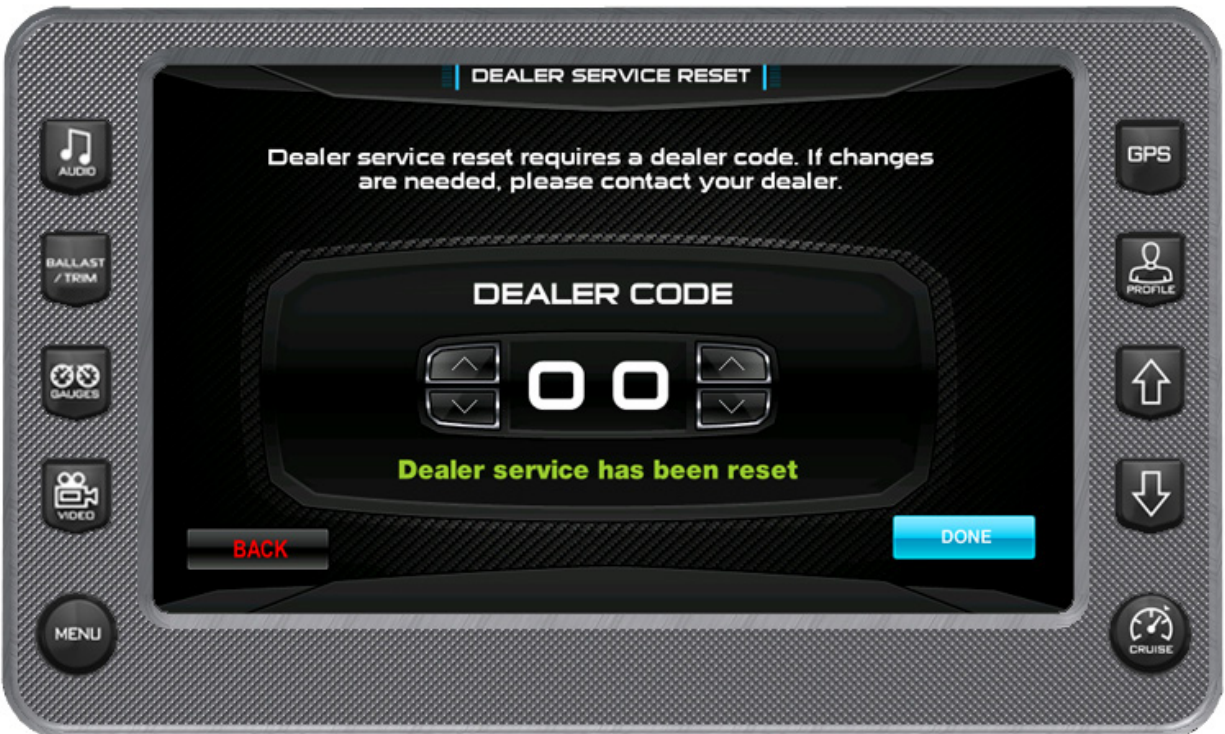 DEALER SERVICE RESET
Dealer service reset requires a dealer code. If changes
are needed, please contact your dealer.
DEALER CODE
0 0
Dealer service has been reset
BACK
DONE
AUDIO
BALLAST
/ TRIM
GAUGES
VIDEO
MENU
GPS
PROFILE
CRUISE